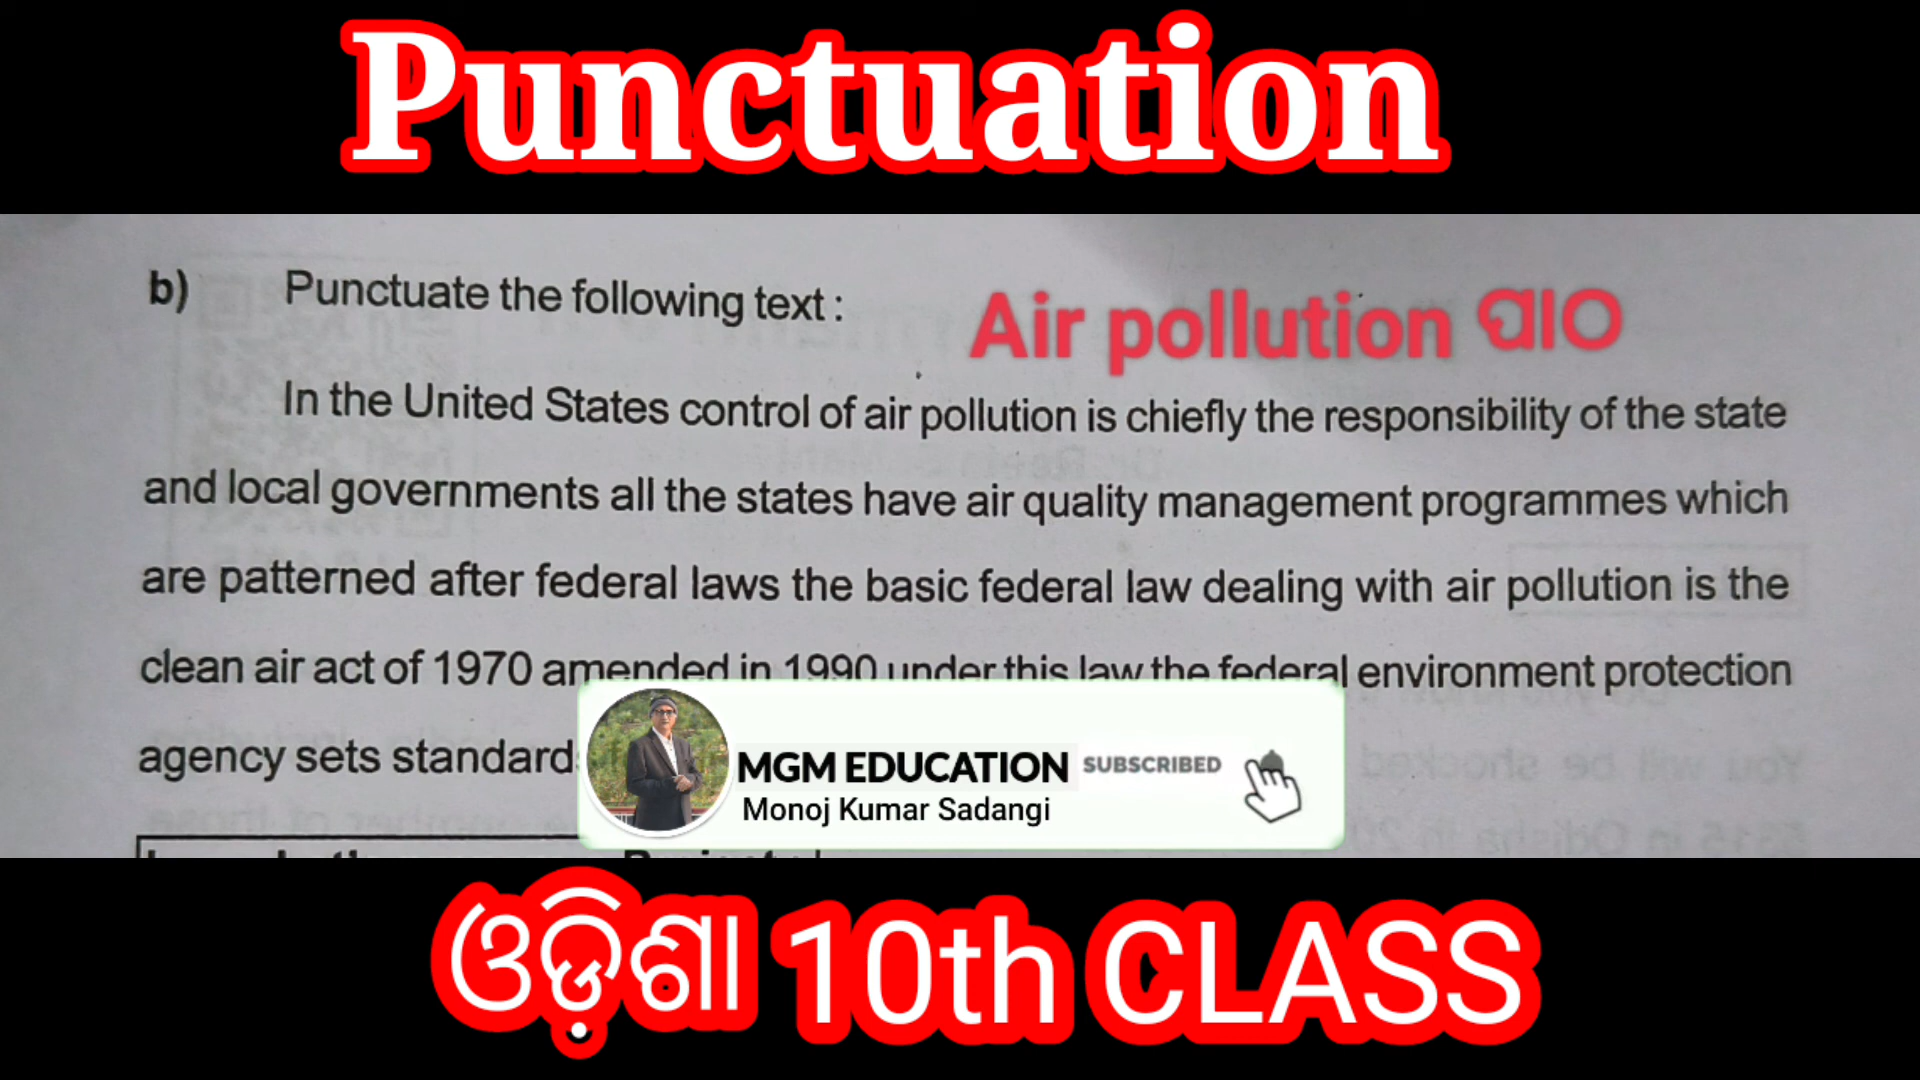 Punctuation
b) Punctuate the following text :
Air pollution ପାଠ
In the United States control of air pollution is chiefly the responsibility of the state
and local governments all the states have air quality management programmes which
are patterned after federal laws the basic federal law dealing with air pollution is the
clean air act of 1970 amended in 1990 under this law the federal environment protection
agency sets standard
MGM EDUCATION SUBSCRIBED
Monoj Kumar Sadangi
ଓଡ଼ିଶା 10th CLASS